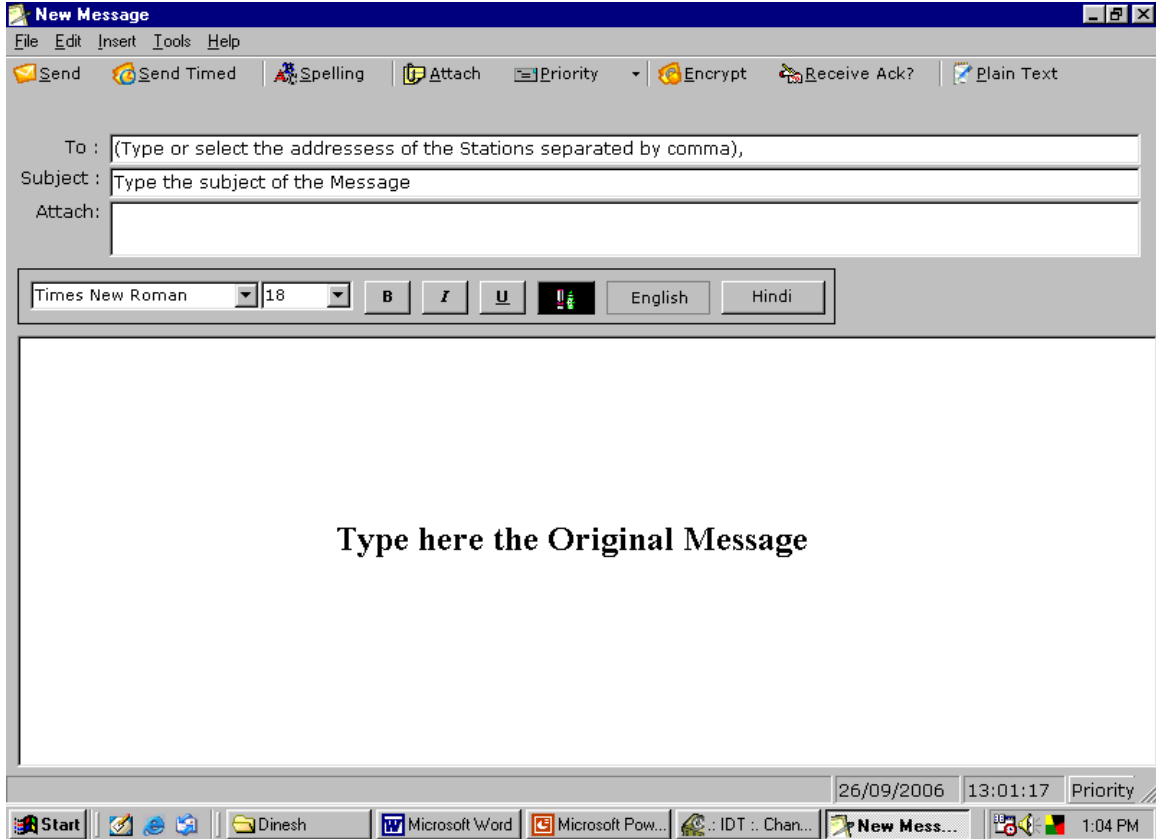 New Message
File Edit Insert Tools Help
Send Send Timed Spelling Attach Priority Encrypt Receive Ack? Plain Text
To : (Type or select the addressess of the Stations separated by comma),
Subject : Type the subject of the Message
Attach:
Times New Roman 18 B I U English Hindi
Type here the Original Message
26/09/2006 13:01:17 Priority
Start Dinesh Microsoft Word Microsoft Pow... .: IDT :. Chan... New Mess... 1:04 PM